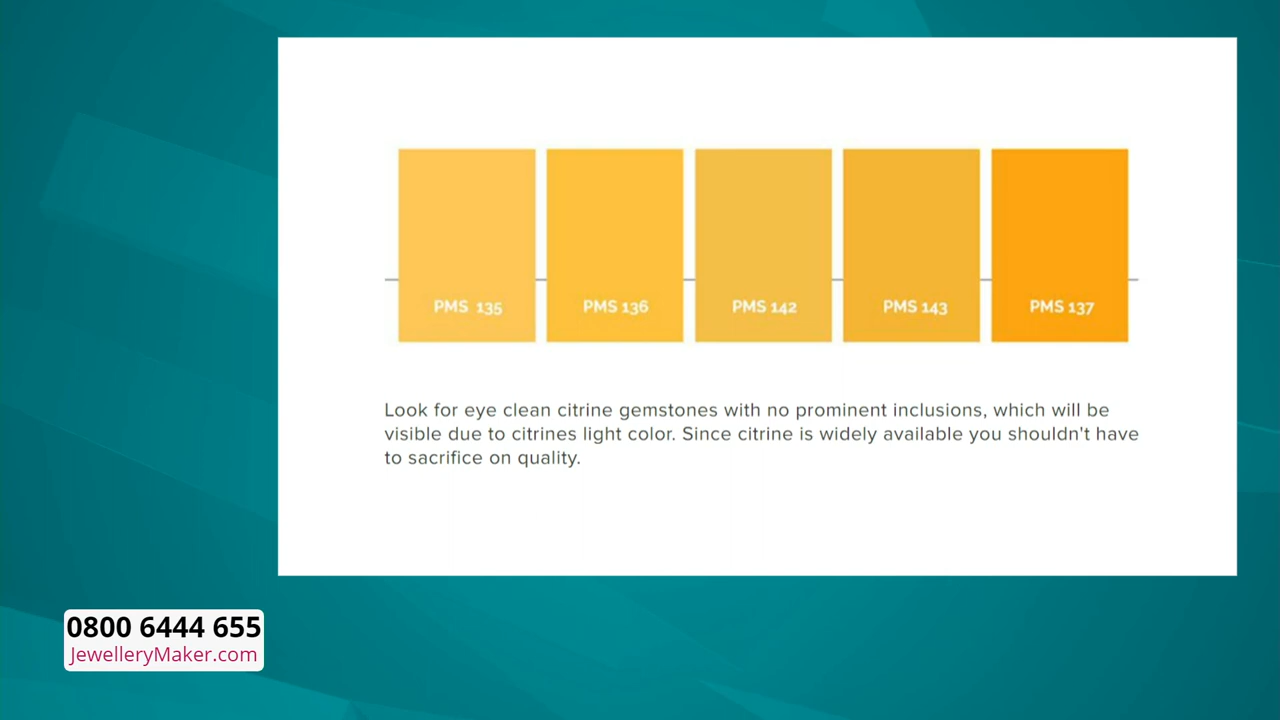 PMS 135
PMS 136
PMS 142
PMS 143
PMS 137
Look for eye clean citrine gemstones with no prominent inclusions, which will be
visible due to citrines light color. Since citrine is widely available you shouldn't have
to sacrifice on quality.
0800 6444 655
JewelleryMaker.com